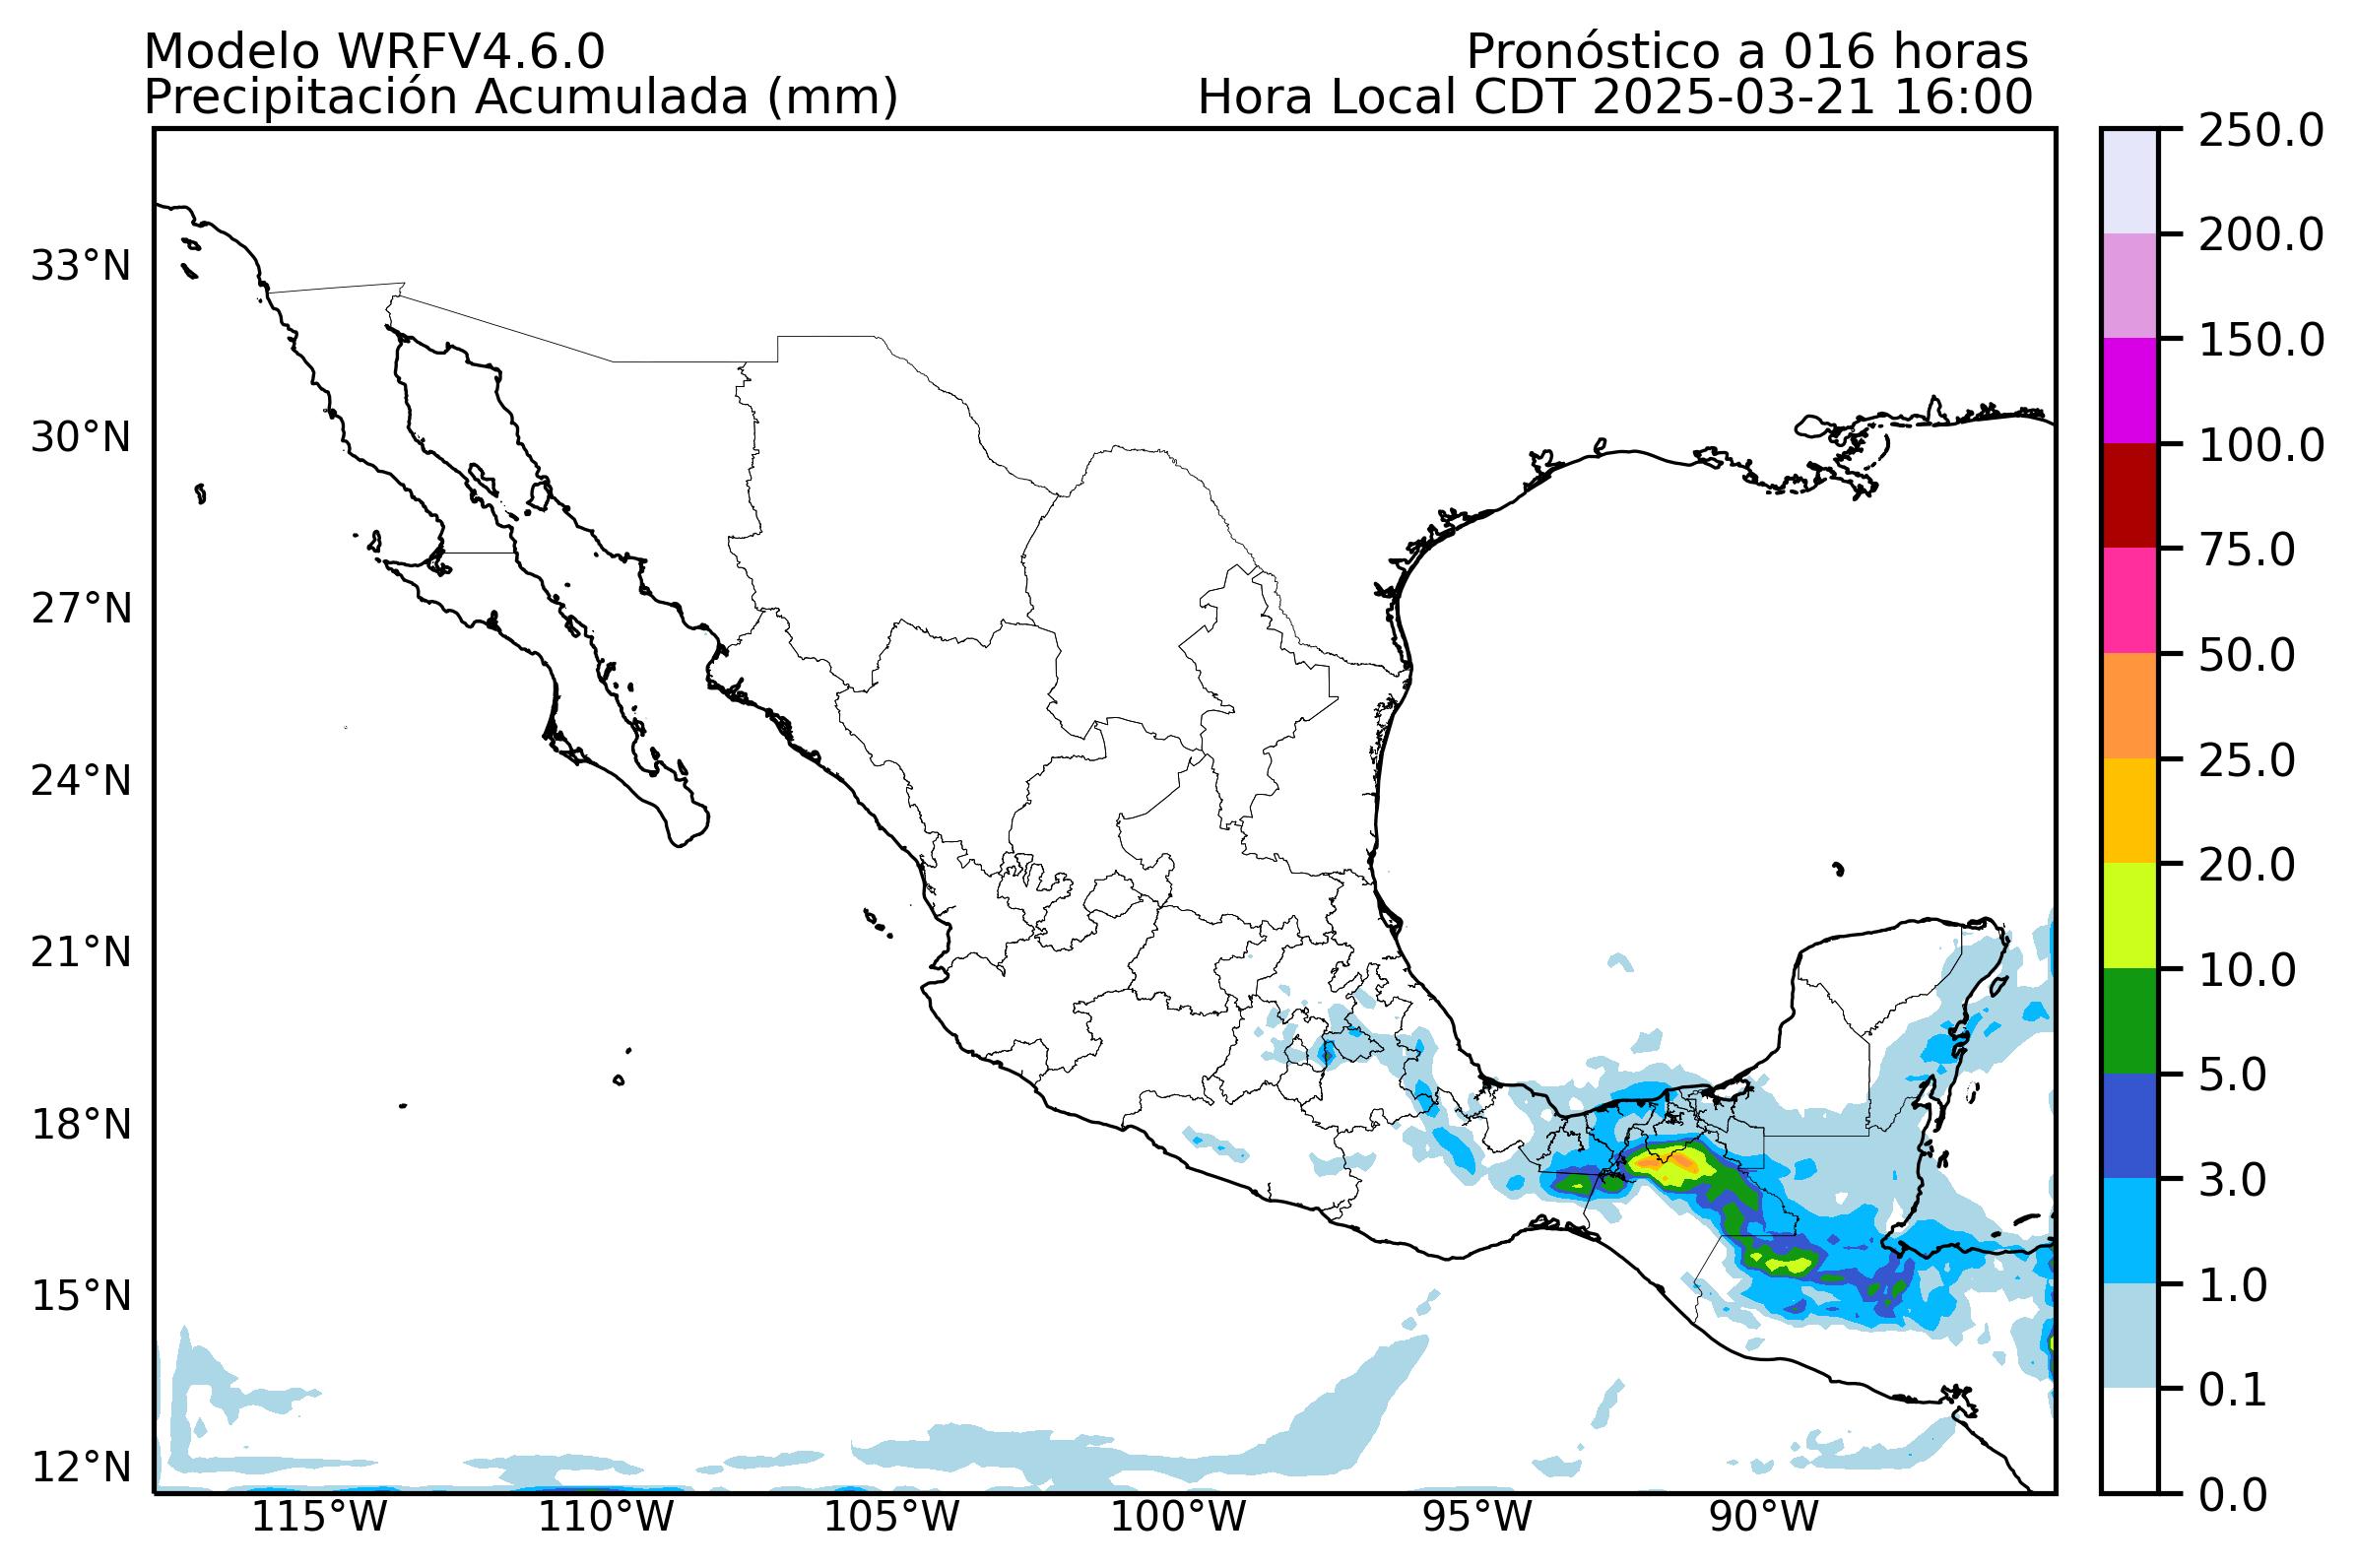 Modelo WRFV4.6.0
Pronóstico a 016 horas
Precipitación Acumulada (mm)
Hora Local CDT 2025-03-21 16:00
33°N
30°N
27°N
24°N
21°N
18°N
15°N
12°N
115°W
110°W
105°W
100°W
95°W
90°W
250.0
200.0
150.0
100.0
75.0
50.0
25.0
20.0
10.0
5.0
3.0
1.0
0.1
0.0